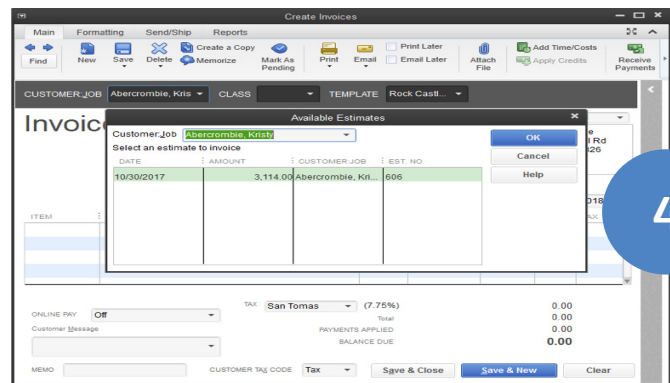 Create Invoices
Main Formatting Send/Ship Reports
Find New Save Delete Create a Copy Memorize Mark As Pending Print Email Print Later Email Later Attach File Add Time/Costs Apply Credits Receive Payments
CUSTOMER:JOB Abercrombie, Kris CLASS TEMPLATE Rock Castl...
Available Estimates
Invoic
Customer:Job Abercrombie, Kristy OK
Select an estimate to invoice
DATE AMOUNT CUSTOMER:JOB EST. NO. Cancel
10/30/2017 3,114.00 Abercrombie, Kri... 606 Help
l Rd
ITEM
4
ONLINE PAY Off TAX San Tomas (7.75%) 0.00
Customer Message Total 0.00
PAYMENTS APPLIED 0.00
BALANCE DUE 0.00
MEMO CUSTOMER TAX CODE Tax Save & Close Save & New Clear